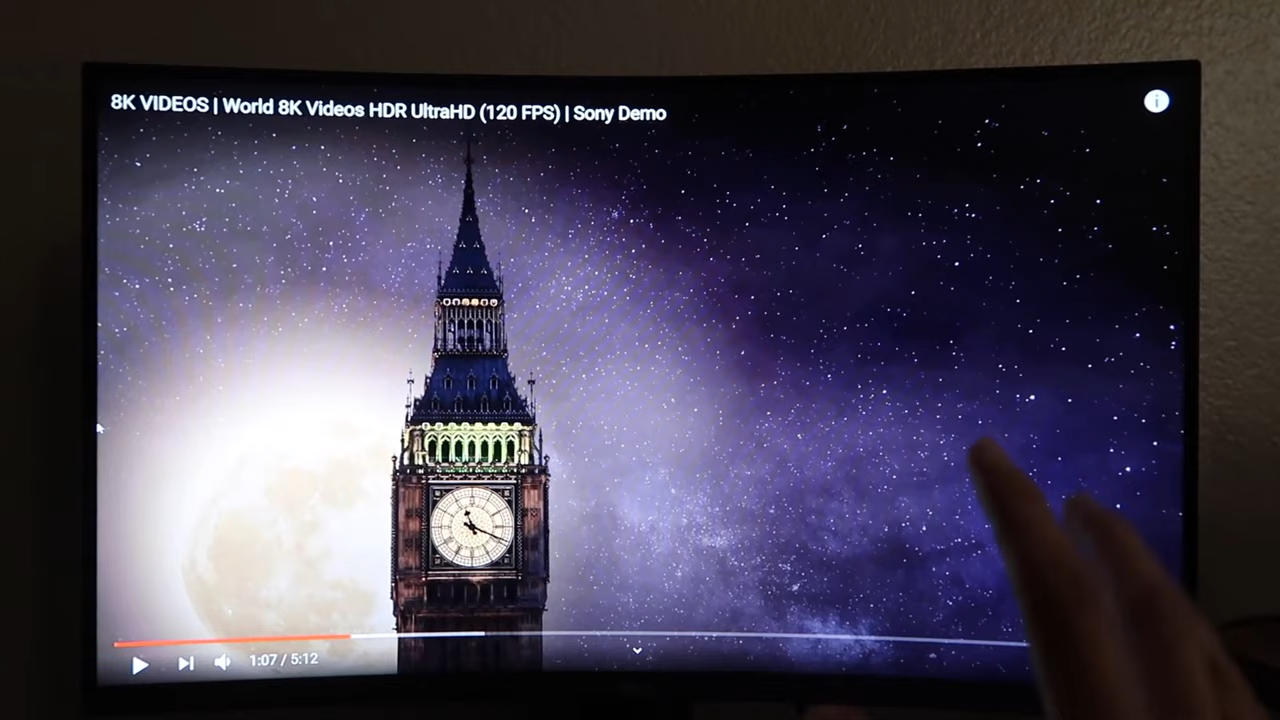 8K VIDEOS | World 8K Videos HDR UltraHD (120 FPS) | Sony Demo
i
1:07 / 5:12